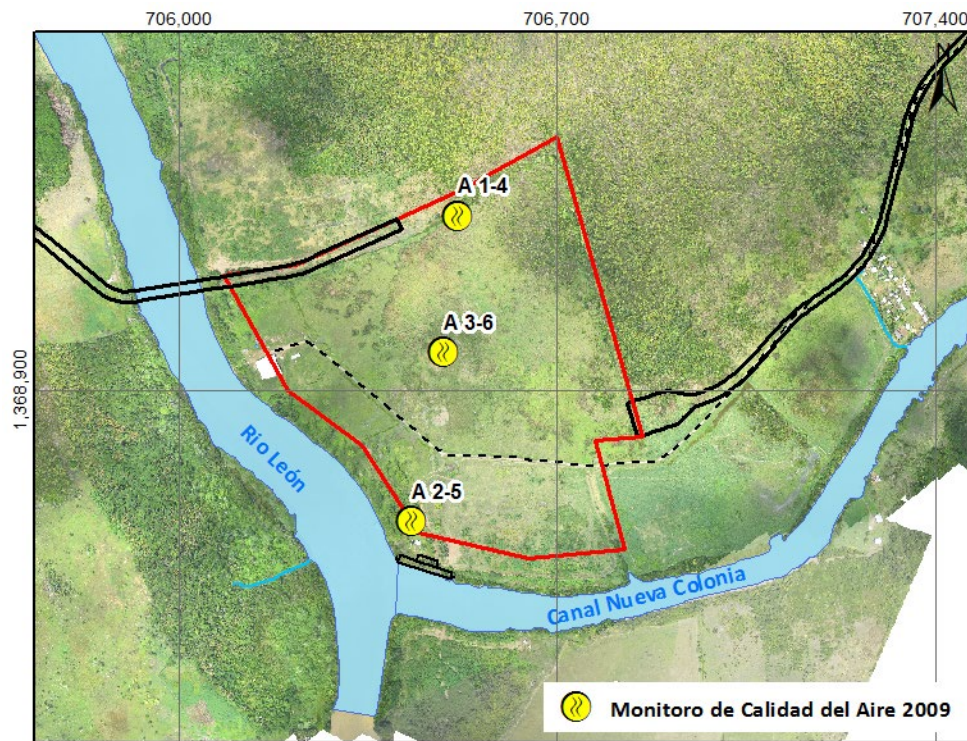 706,000
706,700
707,400
N
A 1-4
A 3-6
1,368,900
Río León
A 2-5
Canal Nueva Colonia
Monitoro de Calidad del Aire 2009